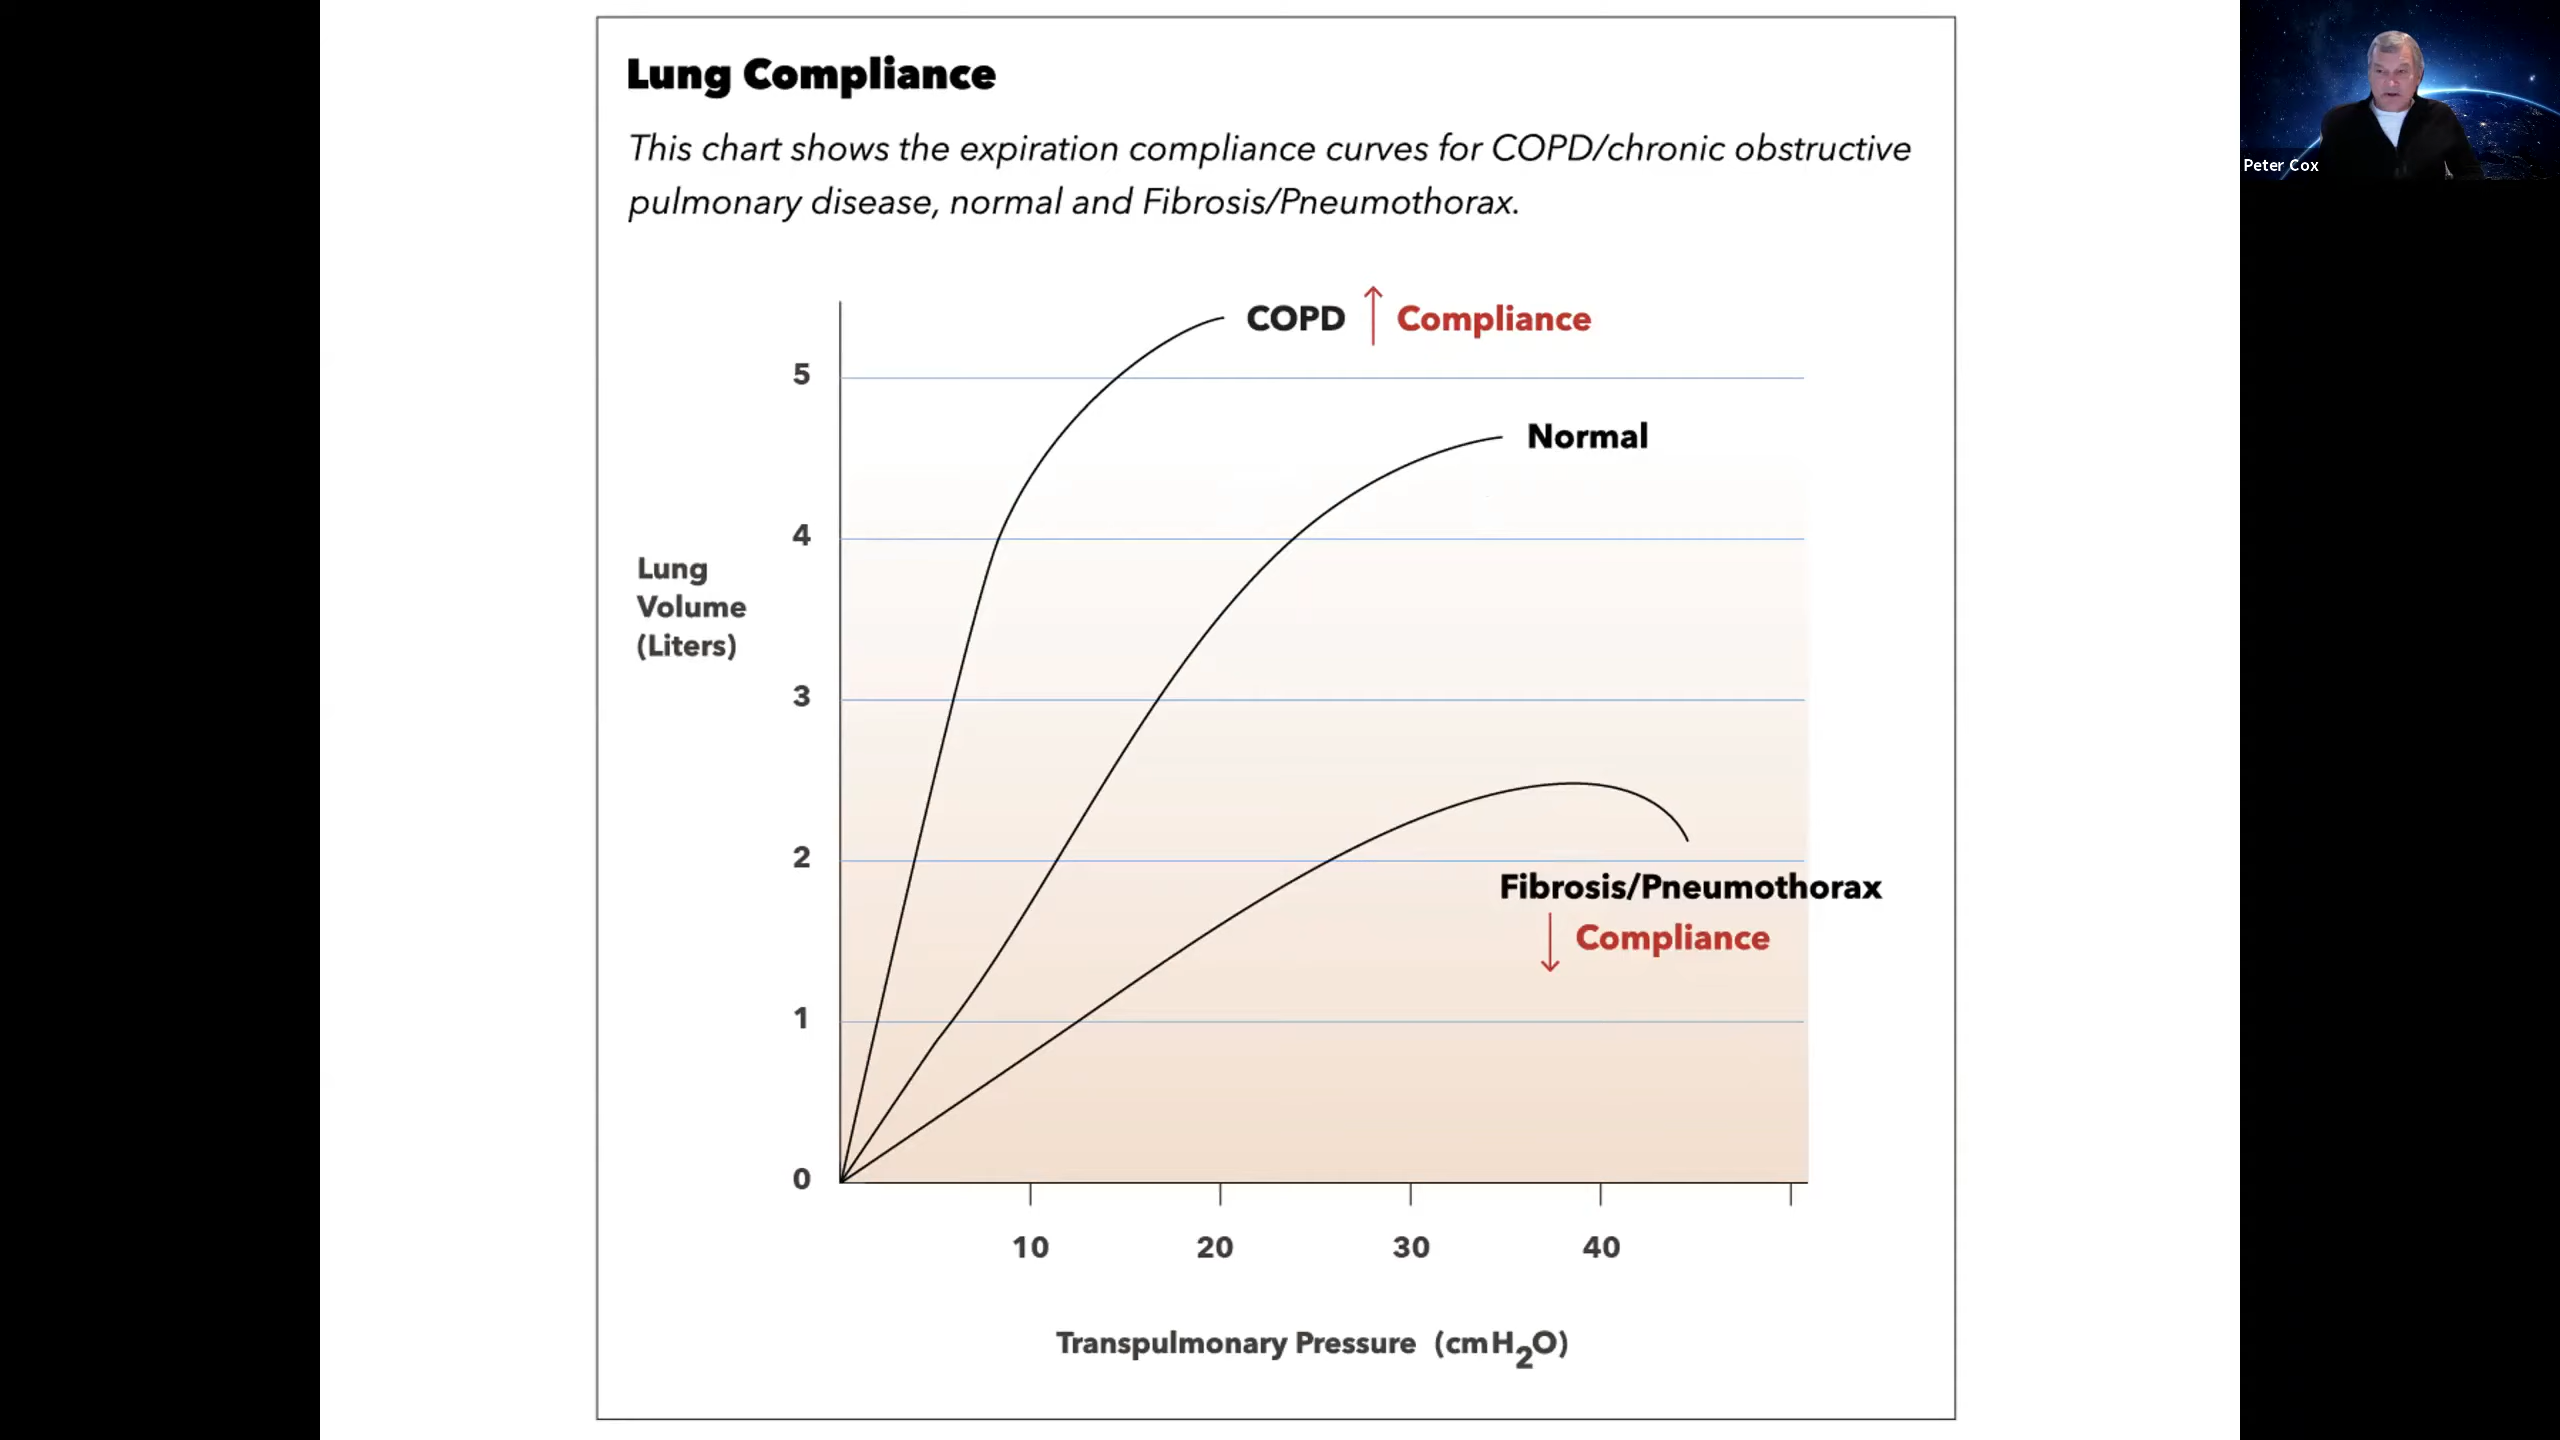 Lung Compliance
This chart shows the expiration compliance curves for COPD/chronic obstructive
pulmonary disease, normal and Fibrosis/Pneumothorax.
Peter Cox
COPD ↑ Compliance
5
Normal
4
Lung
Volume
(Liters)
3
2
Fibrosis/Pneumothorax
↓ Compliance
1
0
10 20 30 40
Transpulmonary Pressure (cmH₂O)